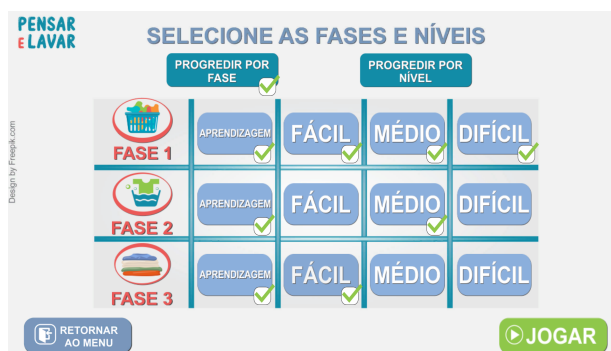 PENSAR
E LAVAR
SELECIONE AS FASES E NÍVEIS
PROGREDIR POR
FASE
PROGREDIR POR
NÍVEL
FASE 1
APRENDIZAGEM
FÁCIL
MÉDIO
DIFÍCIL
FASE 2
APRENDIZAGEM
FÁCIL
MÉDIO
DIFÍCIL
FASE 3
APRENDIZAGEM
FÁCIL
MÉDIO
DIFÍCIL
Design by Freepik.com
RETORNAR
AO MENU
JOGAR